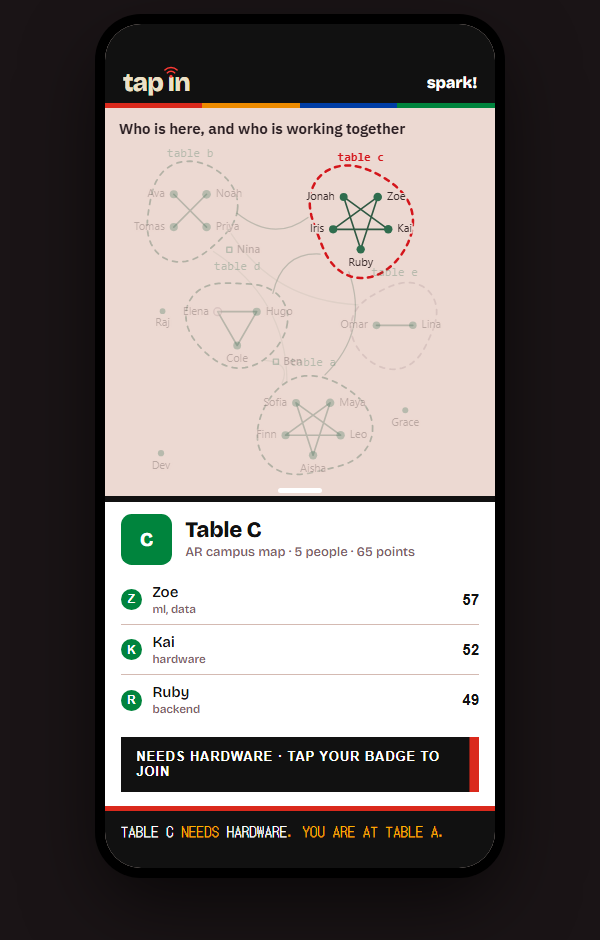 tap in
spark!
Who is here, and who is working together
table b
table c
Ava
Noah
Jonah
Zoe
Tomas
Priya
Iris
Kai
Nina
Ruby
table d
table e
Elena
Hugo
Raj
Omar
Lina
Cole
Ben
table a
Sofia
Maya
Grace
Finn
Leo
Dev
Aisha
C
Table C
AR campus map · 5 people · 65 points
Z
Zoe
57
ml, data
K
Kai
52
hardware
R
Ruby
49
backend
NEEDS HARDWARE · TAP YOUR BADGE TO
JOIN
TABLE C NEEDS HARDWARE. YOU ARE AT TABLE A.